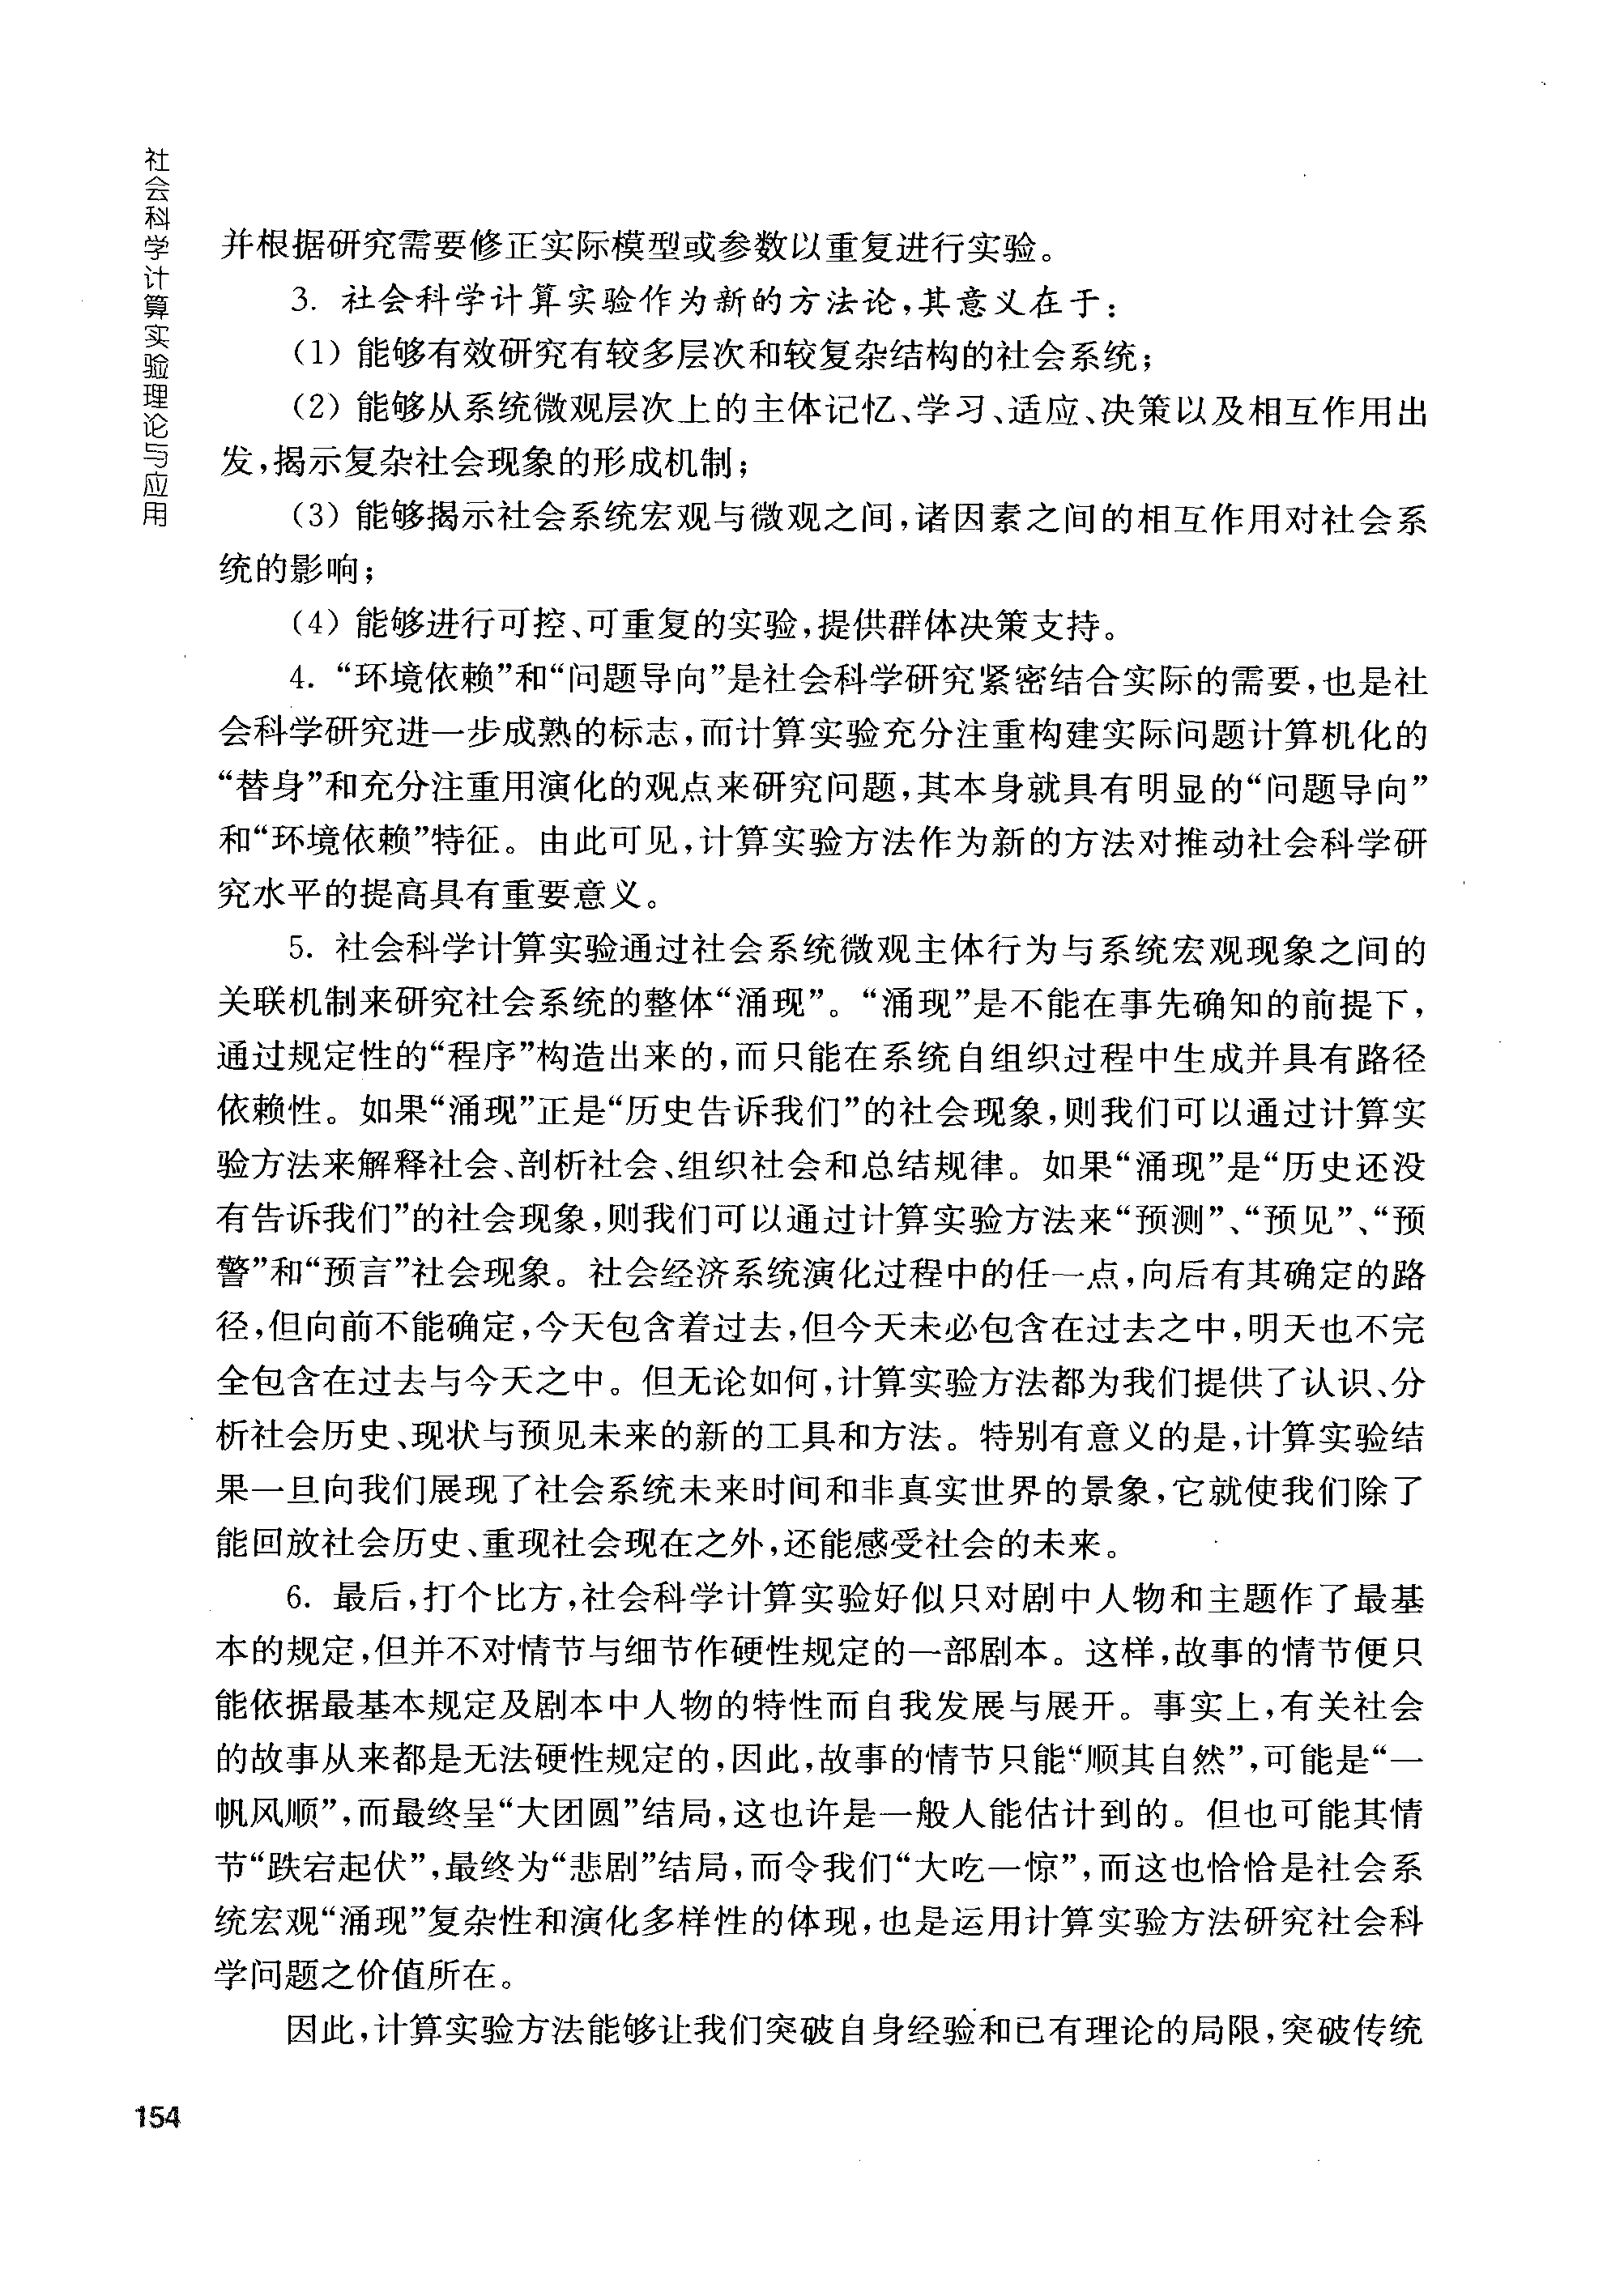 社会科学计算实验理论与应用
并根据研究需要修正实际模型或参数以重复进行实验。
3. 社会科学计算实验作为新的方法论,其意义在于:
(1) 能够有效研究有较多层次和较复杂结构的社会系统;
(2) 能够从系统微观层次上的主体记忆、学习、适应、决策以及相互作用出
发,揭示复杂社会现象的形成机制;
(3) 能够揭示社会系统宏观与微观之间,诸因素之间的相互作用对社会系
统的影响;
(4) 能够进行可控、可重复的实验,提供群体决策支持。
4. “环境依赖”和“问题导向”是社会科学研究紧密结合实际的需要,也是社
会科学研究进一步成熟的标志,而计算实验充分注重构建实际问题计算机化的
“替身”和充分注重用演化的观点来研究问题,其本身就具有明显的“问题导向”
和“环境依赖”特征。由此可见,计算实验方法作为新的方法对推动社会科学研
究水平的提高具有重要意义。
5. 社会科学计算实验通过社会系统微观主体行为与系统宏观现象之间的
关联机制来研究社会系统的整体“涌现”。“涌现”是不能在事先确知的前提下,
通过规定性的“程序”构造出来的,而只能在系统自组织过程中生成并具有路径
依赖性。如果“涌现”正是“历史告诉我们”的社会现象,则我们可以通过计算实
验方法来解释社会、剖析社会、组织社会和总结规律。如果“涌现”是“历史还没
有告诉我们”的社会现象,则我们可以通过计算实验方法来“预测”、“预见”、“预
警”和“预言”社会现象。社会经济系统演化过程中的任一点,向后有其确定的路
径,但向前不能确定,今天包含着过去,但今天未必包含在过去之中,明天也不完
全包含在过去与今天之中。但无论如何,计算实验方法都为我们提供了认识、分
析社会历史、现状与预见未来的新的工具和方法。特别有意义的是,计算实验结
果一旦向我们展现了社会系统未来时间和非真实世界的景象,它就使我们除了
能回放社会历史、重现社会现在之外,还能感受社会的未来。
6. 最后,打个比方,社会科学计算实验好似只对剧中人物和主题作了最基
本的规定,但并不对情节与细节作硬性规定的一部剧本。这样,故事的情节便只
能依据最基本规定及剧本中人物的特性而自我发展与展开。事实上,有关社会
的故事从来都是无法硬性规定的,因此,故事的情节只能“顺其自然”,可能是“一
帆风顺”,而最终呈“大团圆”结局,这也许是一般人能估计到的。但也可能其情
节“跌宕起伏”,最终为“悲剧”结局,而令我们“大吃一惊”,而这也恰恰是社会系
统宏观“涌现”复杂性和演化多样性的体现,也是运用计算实验方法研究社会科
学问题之价值所在。
因此,计算实验方法能够让我们突破自身经验和已有理论的局限,突破传统
154